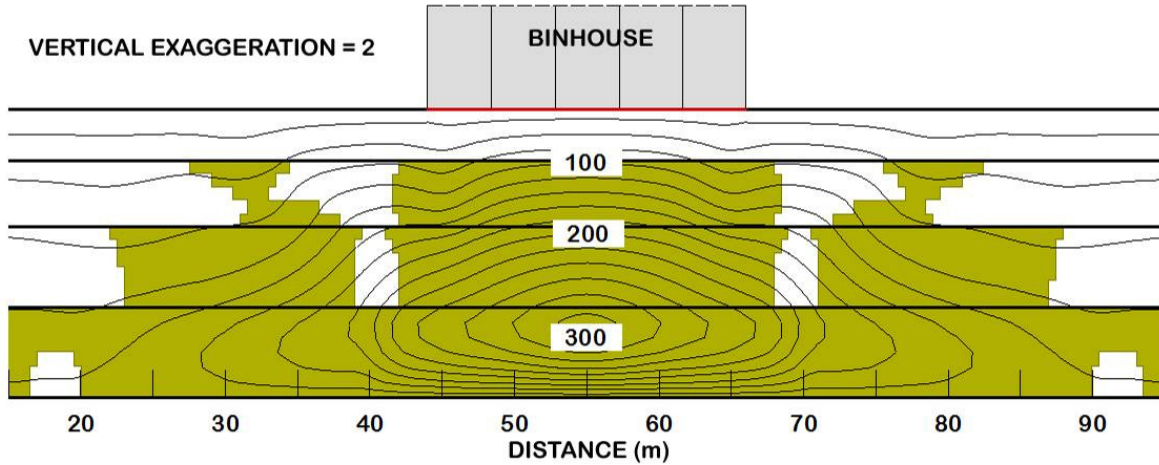 BINHOUSE
VERTICAL EXAGGERATION = 2
100
200
300
20 30 40 50 60 70 80 90
DISTANCE (m)